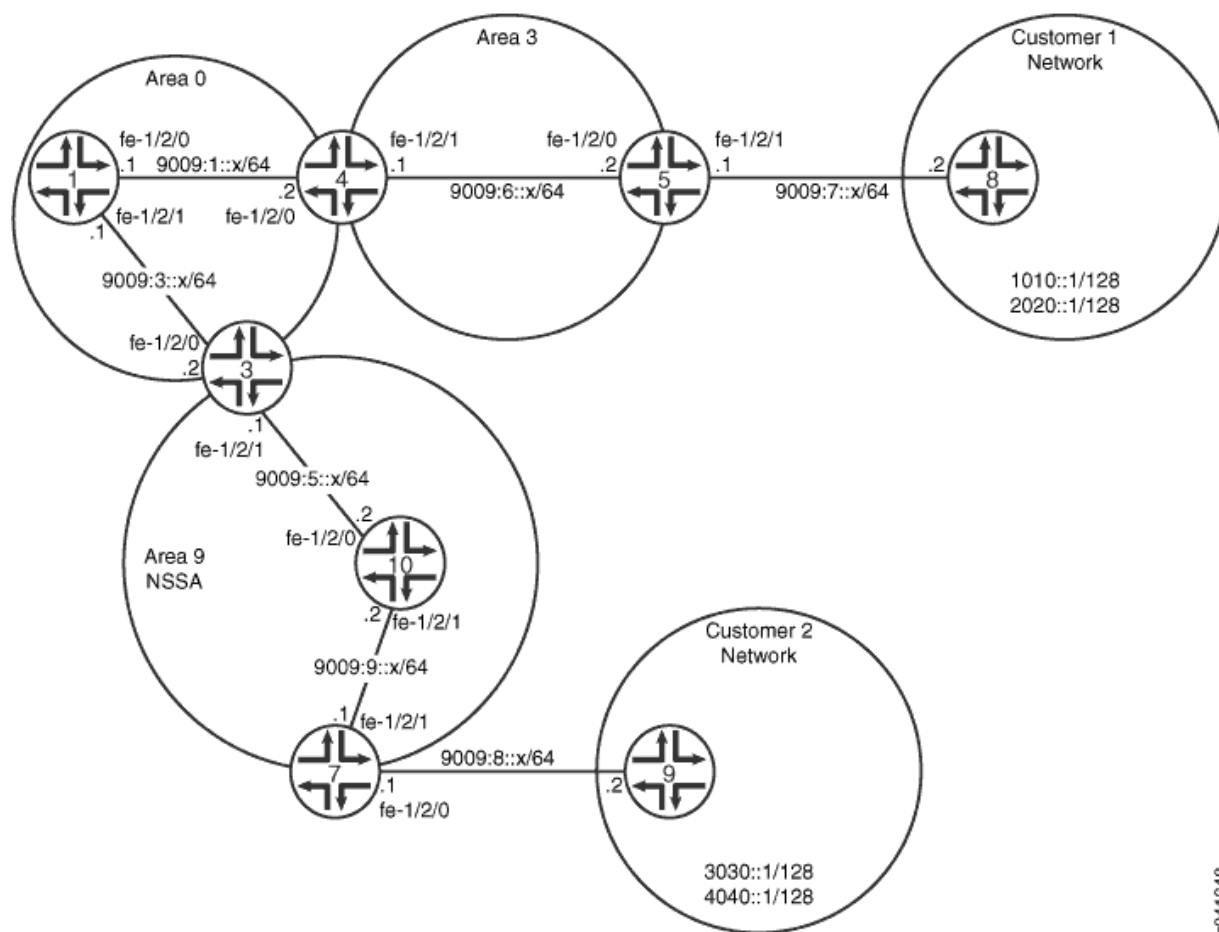 Area 0
Area 3
Customer 1
Network
fe-1/2/0
fe-1/2/1
fe-1/2/0
fe-1/2/1
1
.1
9009:1::x/64
4
.1
.2
5
.1
.2
8
.2
9009:6::x/64
9009:7::x/64
fe-1/2/1
fe-1/2/0
.1
9009:3::x/64
1010::1/128
2020::1/128
fe-1/2/0
.2
3
.1
fe-1/2/1
9009:5::x/64
.2
fe-1/2/0
Area 9
NSSA
10
.2
fe-1/2/1
Customer 2
Network
9009:9::x/64
.1
fe-1/2/1
9009:8::x/64
7
.1
.2
9
fe-1/2/0
3030::1/128
4040::1/128